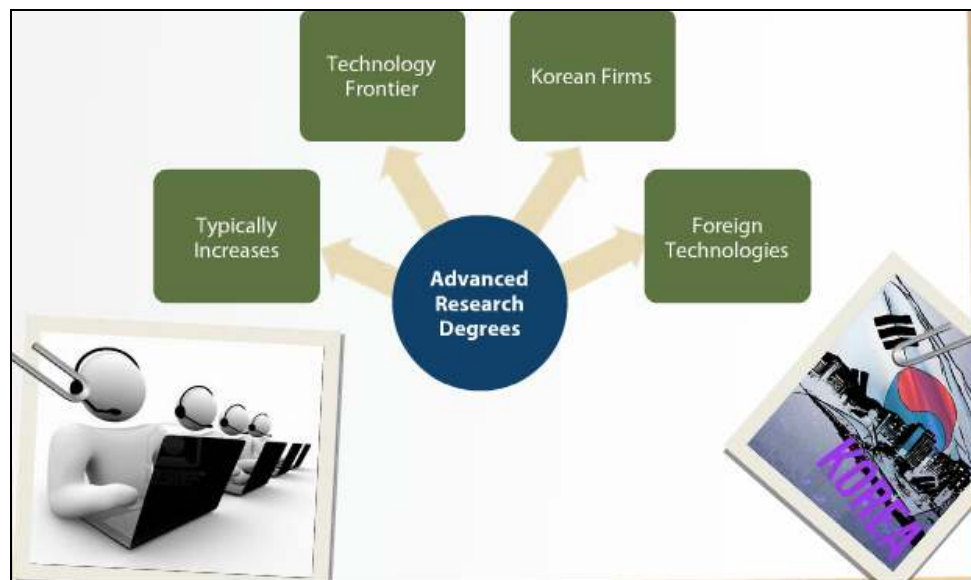 Technology
Frontier
Korean Firms
Typically
Increases
Foreign
Technologies
Advanced
Research
Degrees
KOREA